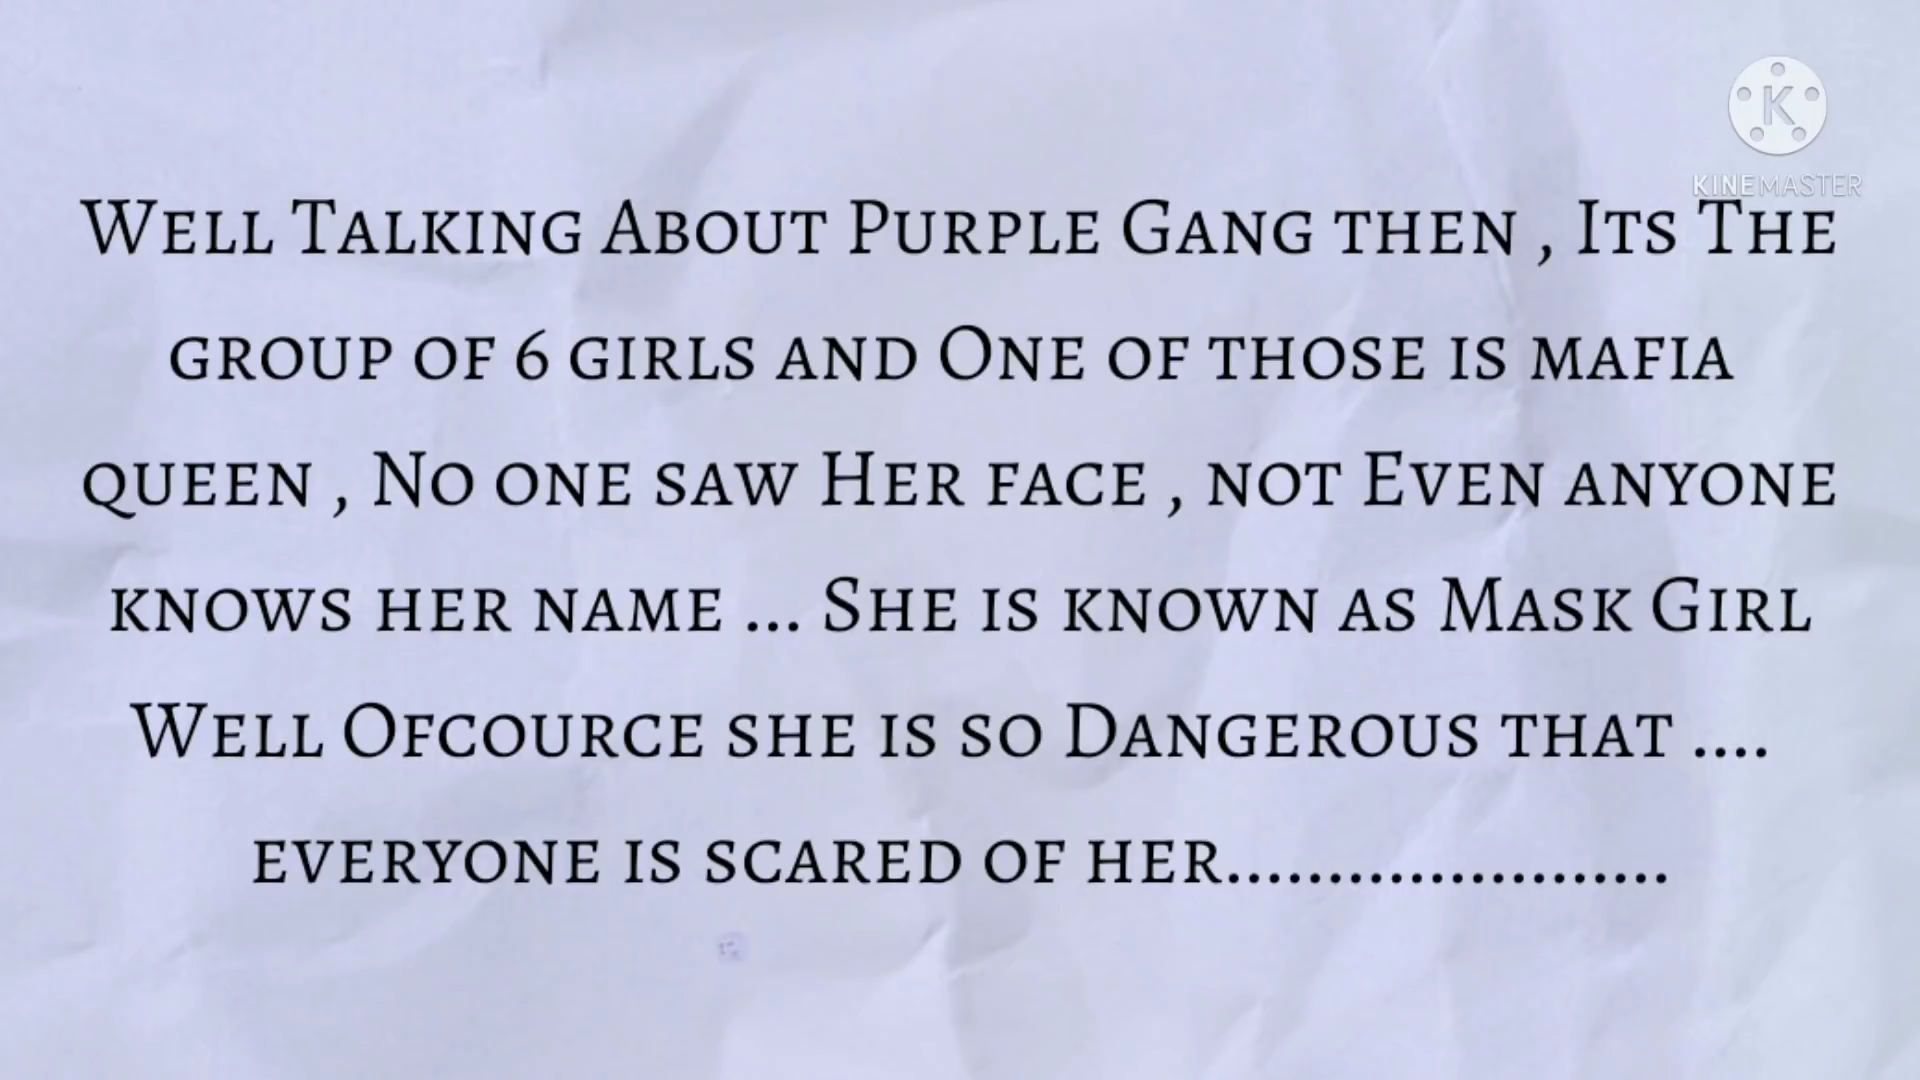 K
KINEMASTER
Well Talking About Purple Gang then , Its The
group of 6 girls and One of those is mafia
queen , No one saw Her face , not Even anyone
knows her name ... She is known as Mask Girl
Well Ofcource she is so Dangerous that ....
everyone is scared of her......................